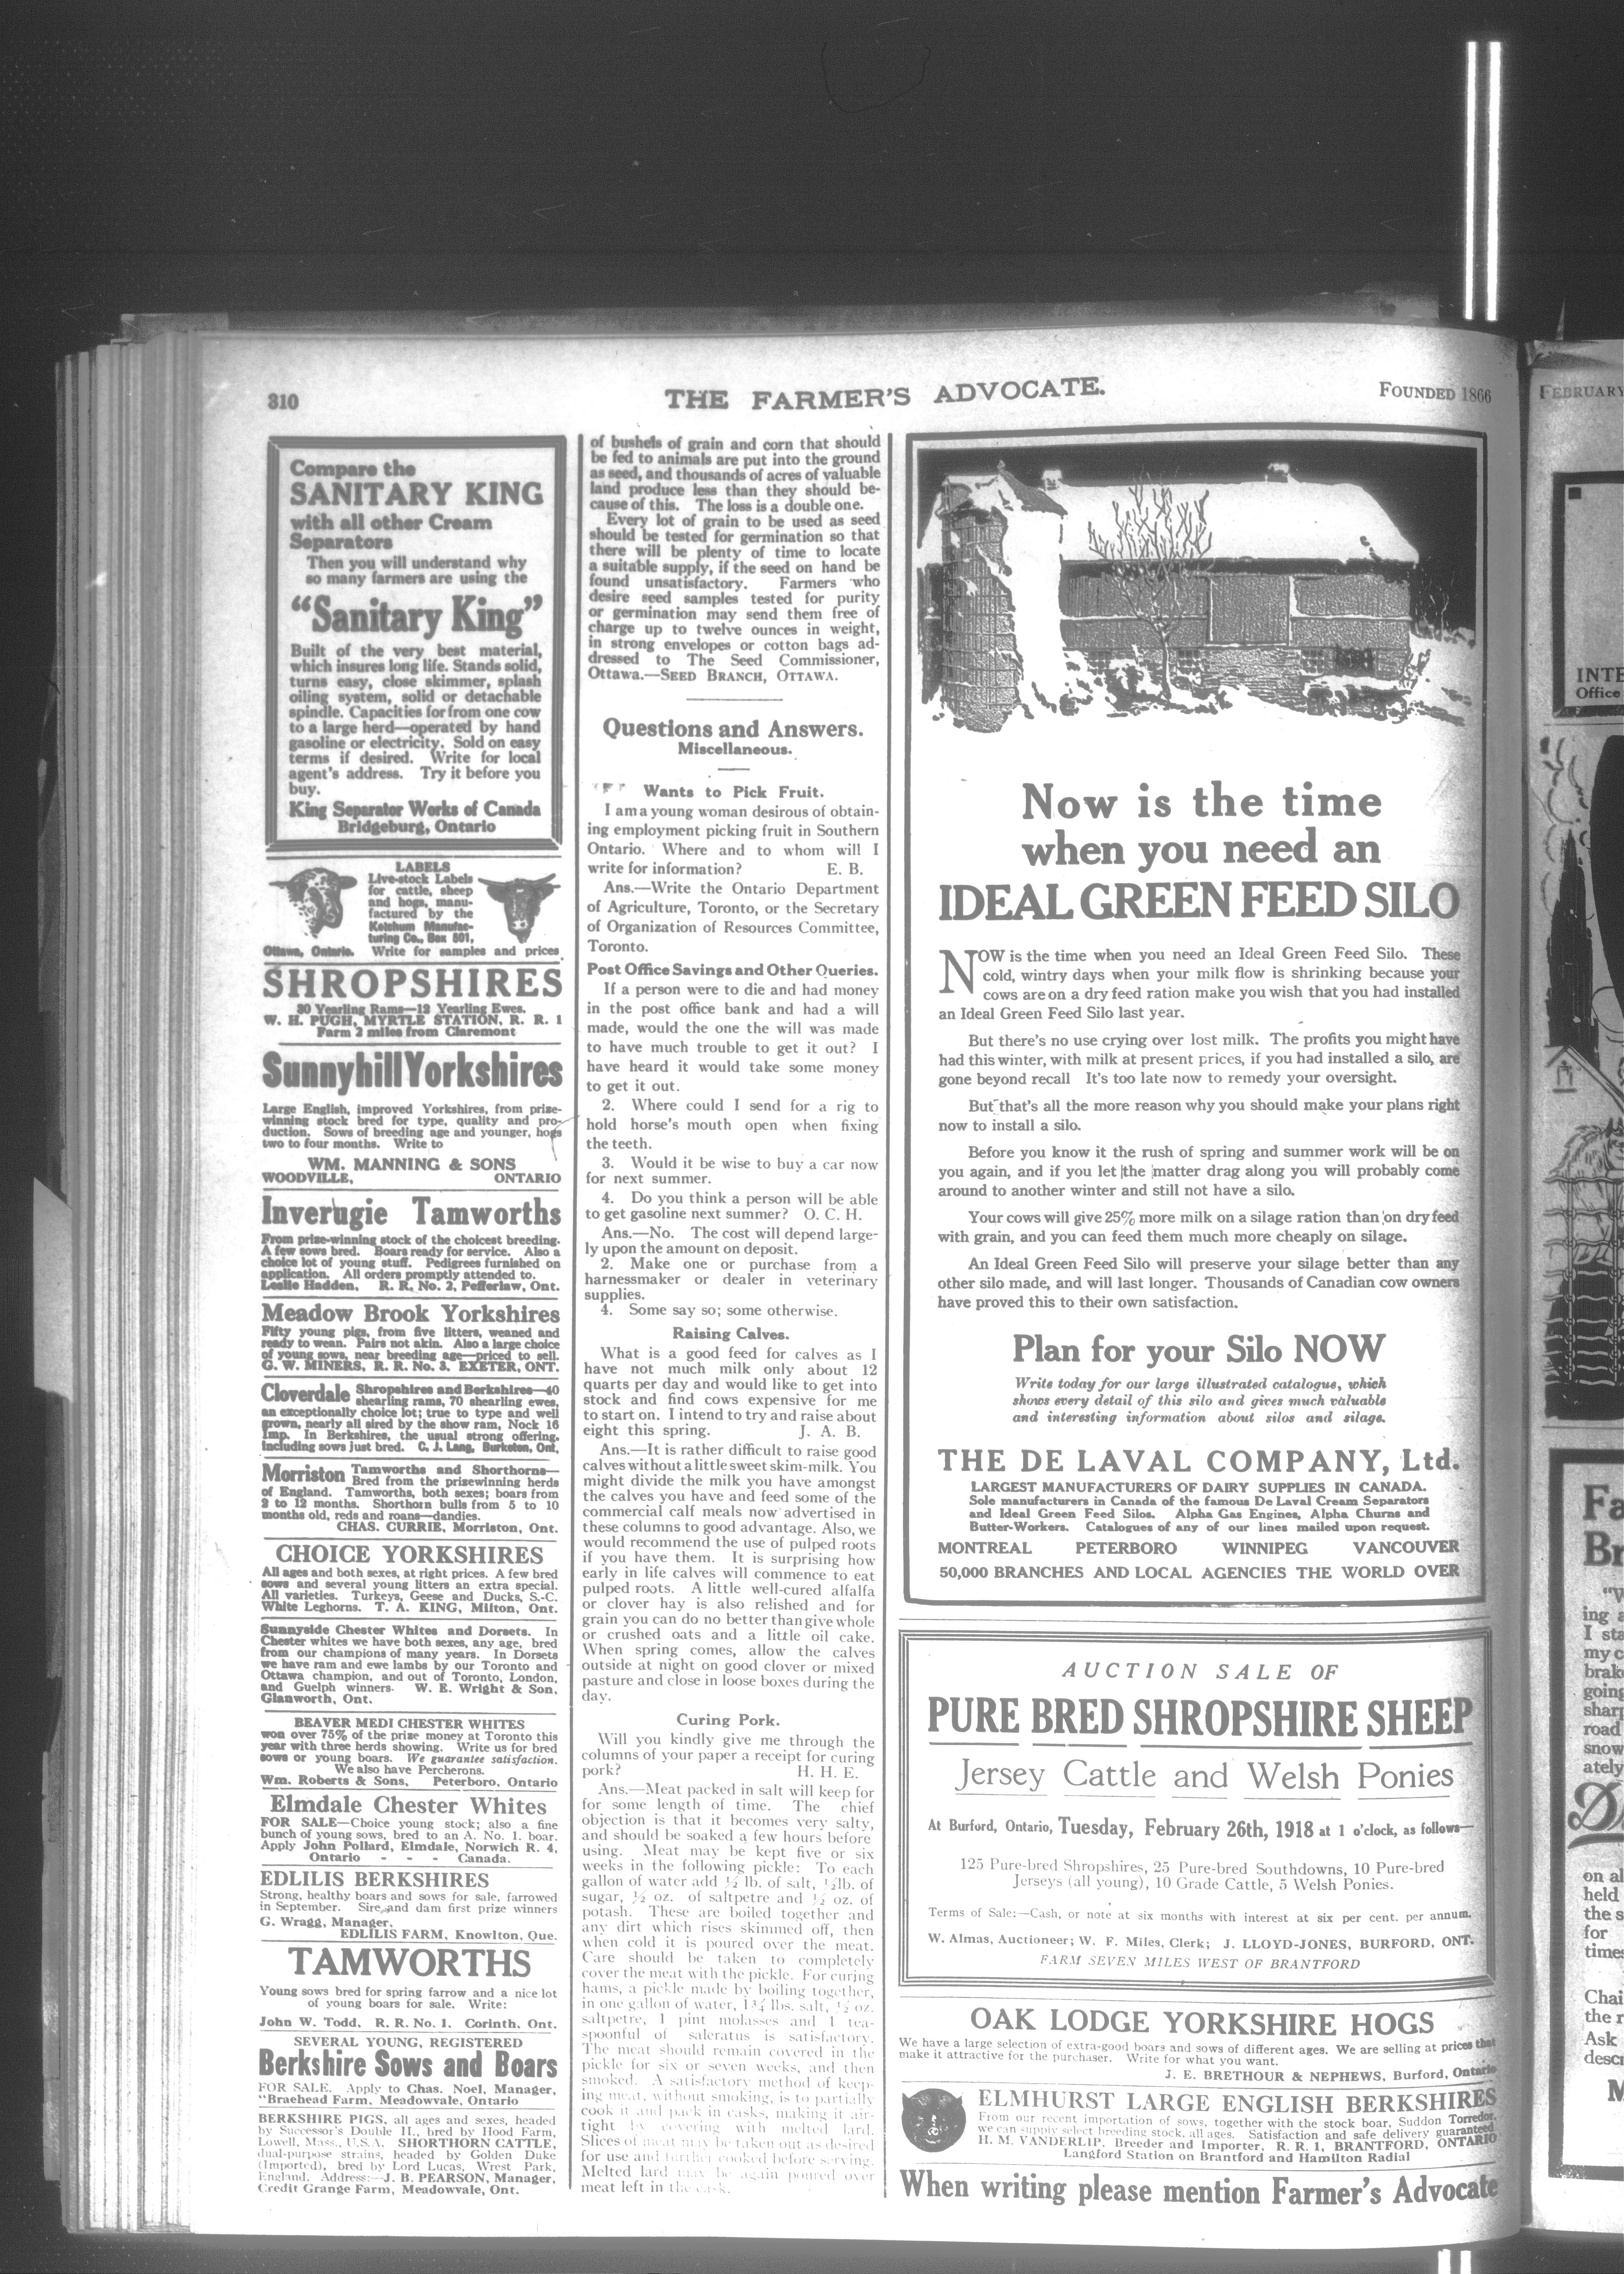 310
THE FARMER'S ADVOCATE.
FOUNDED 1866
Compare the
SANITARY KING
with all other Cream
Separators
Then you will understand why
so many farmers are using the
"Sanitary King"
Built of the very best material,
which insures long life. Stands solid,
turns easy, close skimmer, splash
oiling system, solid or detachable
spindle. Capacities for from one cow
to a large herd—operated by hand
gasoline or electricity. Sold on easy
terms if desired. Write for local
agent's address. Try it before you
buy.
King Separator Works of Canada
Bridgeburg, Ontario
LABELS
Live-stock Labels
for cattle, sheep
and hogs, manu-
factured by the
Ketchum Manufac-
turing Co., Box 501,
Ottawa, Ontario. Write for samples and prices
SHROPSHIRES
30 Yearling Rams—12 Yearling Ewes.
W. H. PUGH, MYRTLE STATION, R. R. 1
Farm 2 miles from Claremont
Sunnyhill Yorkshires
Large English, improved Yorkshires, from prize-
winning stock bred for type, quality and pro-
duction. Sows of breeding age and younger, hogs
two to four months. Write to
WM. MANNING & SONS
WOODVILLE, ONTARIO
Inverugie Tamworths
From prize-winning stock of the choicest breeding.
A few sows bred. Boars ready for service. Also a
choice lot of young stuff. Pedigrees furnished on
application. All orders promptly attended to.
Leslie Hadden, R. R. No. 2, Pefferlaw, Ont.
Meadow Brook Yorkshires
Fifty young pigs, from five litters, weaned and
ready to wean. Pairs not akin. Also a large choice
of young sows, near breeding age—priced to sell.
G. W. MINERS, R. R. No. 3, EXETER, ONT.
Cloverdale Shropshires and Berkshires—40
shearling rams, 70 shearling ewes,
an exceptionally choice lot; true to type and well
grown, nearly all sired by the show ram, Nock 16
Imp. In Berkshires, the usual strong offering,
including sows just bred. C. J. Lang, Burketon, Ont,
Morriston Tamworths and Shorthorns—
Bred from the prizewinning herds
of England. Tamworths, both sexes; boars from
2 to 12 months. Shorthorn bulls from 5 to 10
months old, reds and roans—dandies.
CHAS. CURRIE, Morriston, Ont.
CHOICE YORKSHIRES
All ages and both sexes, at right prices. A few bred
sows and several young litters an extra special.
All varieties. Turkeys, Geese and Ducks, S.-C.
White Leghorns. T. A. KING, Milton, Ont.
Sunnyside Chester Whites and Dorsets. In
Chester whites we have both sexes, any age, bred
from our champions of many years. In Dorsets
we have ram and ewe lambs by our Toronto and
Ottawa champion, and out of Toronto, London,
and Guelph winners. W. E. Wright & Son,
Glanworth, Ont.
BEAVER MEDI CHESTER WHITES
won over 75% of the prize money at Toronto this
year with three herds showing. Write us for bred
sows or young boars. We guarantee satisfaction.
We also have Percherons.
Wm. Roberts & Sons, Peterboro, Ontario
Elmdale Chester Whites
FOR SALE—Choice young stock; also a fine
bunch of young sows, bred to an A. No. 1. boar.
Apply John Pollard, Elmdale, Norwich R. 4,
Ontario - - - Canada.
EDLILIS BERKSHIRES
Strong, healthy boars and sows for sale, farrowed
in September. Sire and dam first prize winners
G. Wragg, Manager,
EDLILIS FARM, Knowlton, Que.
TAMWORTHS
Young sows bred for spring farrow and a nice lot
of young boars for sale. Write:
John W. Todd, R. R. No. 1. Corinth, Ont.
SEVERAL YOUNG, REGISTERED
Berkshire Sows and Boars
FOR SALE. Apply to Chas. Noel, Manager,
"Braehead Farm, Meadowvale, Ontario
BERKSHIRE PIGS, all ages and sexes, headed
by Successor's Double II., bred by Hood Farm,
Lowell, Mass., U.S.A. SHORTHORN CATTLE,
dual-purpose strains, headed by Golden Duke
(Imported), bred by Lord Lucas, Wrest Park,
England. Address:—J. B. PEARSON, Manager,
Credit Grange Farm, Meadowvale, Ont.
of bushels of grain and corn that should
be fed to animals are put into the ground
as seed, and thousands of acres of valuable
land produce less than they should be-
cause of this. The loss is a double one.
Every lot of grain to be used as seed
should be tested for germination so that
there will be plenty of time to locate
a suitable supply, if the seed on hand be
found unsatisfactory. Farmers who
desire seed samples tested for purity
or germination may send them free of
charge up to twelve ounces in weight,
in strong envelopes or cotton bags ad-
dressed to The Seed Commissioner,
Ottawa.—SEED BRANCH, OTTAWA.
Questions and Answers.
Miscellaneous.
Wants to Pick Fruit.
I am a young woman desirous of obtain-
ing employment picking fruit in Southern
Ontario. Where and to whom will I
write for information? E. B.
Ans.—Write the Ontario Department
of Agriculture, Toronto, or the Secretary
of Organization of Resources Committee,
Toronto.
Post Office Savings and Other Queries.
If a person were to die and had money
in the post office bank and had a will
made, would the one the will was made
to have much trouble to get it out? I
have heard it would take some money
to get it out.
2. Where could I send for a rig to
hold horse's mouth open when fixing
the teeth.
3. Would it be wise to buy a car now
for next summer.
4. Do you think a person will be able
to get gasoline next summer? O. C. H.
Ans.—No. The cost will depend large-
ly upon the amount on deposit.
2. Make one or purchase from a
harnessmaker or dealer in veterinary
supplies.
4. Some say so; some otherwise.
Raising Calves.
What is a good feed for calves as I
have not much milk only about 12
quarts per day and would like to get into
stock and find cows expensive for me
to start on. I intend to try and raise about
eight this spring. J. A. B.
Ans.—It is rather difficult to raise good
calves without a little sweet skim-milk. You
might divide the milk you have amongst
the calves you have and feed some of the
commercial calf meals now advertised in
these columns to good advantage. Also, we
would recommend the use of pulped roots
if you have them. It is surprising how
early in life calves will commence to eat
pulped roots. A little well-cured alfalfa
or clover hay is also relished and for
grain you can do no better than give whole
or crushed oats and a little oil cake.
When spring comes, allow the calves
outside at night on good clover or mixed
pasture and close in loose boxes during the
day.
Curing Pork.
Will you kindly give me through the
columns of your paper a receipt for curing
pork? H. H. E.
Ans.—Meat packed in salt will keep for
for some length of time. The chief
objection is that it becomes very salty,
and should be soaked a few hours before
using. Meat may be kept five or six
weeks in the following pickle: To each
gallon of water add ½ lb. of salt, ½lb. of
sugar, ½ oz. of saltpetre and ½ oz. of
potash. These are boiled together and
any dirt which rises skimmed off, then
when cold it is poured over the meat.
Care should be taken to completely
cover the meat with the pickle. For curing
hams, a pickle made by boiling together,
in one gallon of water, 1¾ lbs. salt, ½ oz.
saltpetre, 1 pint molasses and 1 tea-
spoonful of saleratus is satisfactory.
The meat should remain covered in the
pickle for six or seven weeks, and then
smoked. A satisfactory method of keep-
ing meat, without smoking, is to partially
cook it and pack in casks, making it air-
tight by covering with melted lard.
Slices of meat may be taken out as desired
for use and further cooked before serving.
Melted lard may be again poured over
meat left in the cask.
Now is the time
when you need an
IDEAL GREEN FEED SILO
NOW is the time when you need an Ideal Green Feed Silo. These
cold, wintry days when your milk flow is shrinking because your
cows are on a dry feed ration make you wish that you had installed
an Ideal Green Feed Silo last year.
But there's no use crying over lost milk. The profits you might have
had this winter, with milk at present prices, if you had installed a silo, are
gone beyond recall It's too late now to remedy your oversight.
But that's all the more reason why you should make your plans right
now to install a silo.
Before you know it the rush of spring and summer work will be on
you again, and if you let the matter drag along you will probably come
around to another winter and still not have a silo.
Your cows will give 25% more milk on a silage ration than on dry feed
with grain, and you can feed them much more cheaply on silage.
An Ideal Green Feed Silo will preserve your silage better than any
other silo made, and will last longer. Thousands of Canadian cow owners
have proved this to their own satisfaction.
Plan for your Silo NOW
Write today for our large illustrated catalogue, which
shows every detail of this silo and gives much valuable
and interesting information about silos and silage.
THE DE LAVAL COMPANY, Ltd.
LARGEST MANUFACTURERS OF DAIRY SUPPLIES IN CANADA.
Sole manufacturers in Canada of the famous De Laval Cream Separators
and Ideal Green Feed Silos. Alpha Gas Engines, Alpha Churns and
Butter-Workers. Catalogues of any of our lines mailed upon request.
MONTREAL PETERBORO WINNIPEG VANCOUVER
50,000 BRANCHES AND LOCAL AGENCIES THE WORLD OVER
AUCTION SALE OF
PURE BRED SHROPSHIRE SHEEP
Jersey Cattle and Welsh Ponies
At Burford, Ontario, Tuesday, February 26th, 1918 at 1 o'clock, as follows—
125 Pure-bred Shropshires, 25 Pure-bred Southdowns, 10 Pure-bred
Jerseys (all young), 10 Grade Cattle, 5 Welsh Ponies.
Terms of Sale:—Cash, or note at six months with interest at six per cent. per annum.
W. Almas, Auctioneer; W. F. Miles, Clerk; J. LLOYD-JONES, BURFORD, ONT.
FARM SEVEN MILES WEST OF BRANTFORD
OAK LODGE YORKSHIRE HOGS
We have a large selection of extra-good boars and sows of different ages. We are selling at prices that
make it attractive for the purchaser. Write for what you want.
J. E. BRETHOUR & NEPHEWS, Burford, Ontario
ELMHURST LARGE ENGLISH BERKSHIRES
From our recent importation of sows, together with the stock boar, Suddon Torredor,
we can supply select breeding stock, all ages. Satisfaction and safe delivery guaranteed
H. M. VANDERLIP, Breeder and Importer, R. R. 1, BRANTFORD, ONTARIO
Langford Station on Brantford and Hamilton Radial
When writing please mention Farmer's Advocate
FEBRUARY
INTE
Office
Fa
Br
"W
ing a
I sta
my c
brake
going
sharp
road
snow
ately
on al
held
the s
for
times
Chai
the r
Ask
descr
M